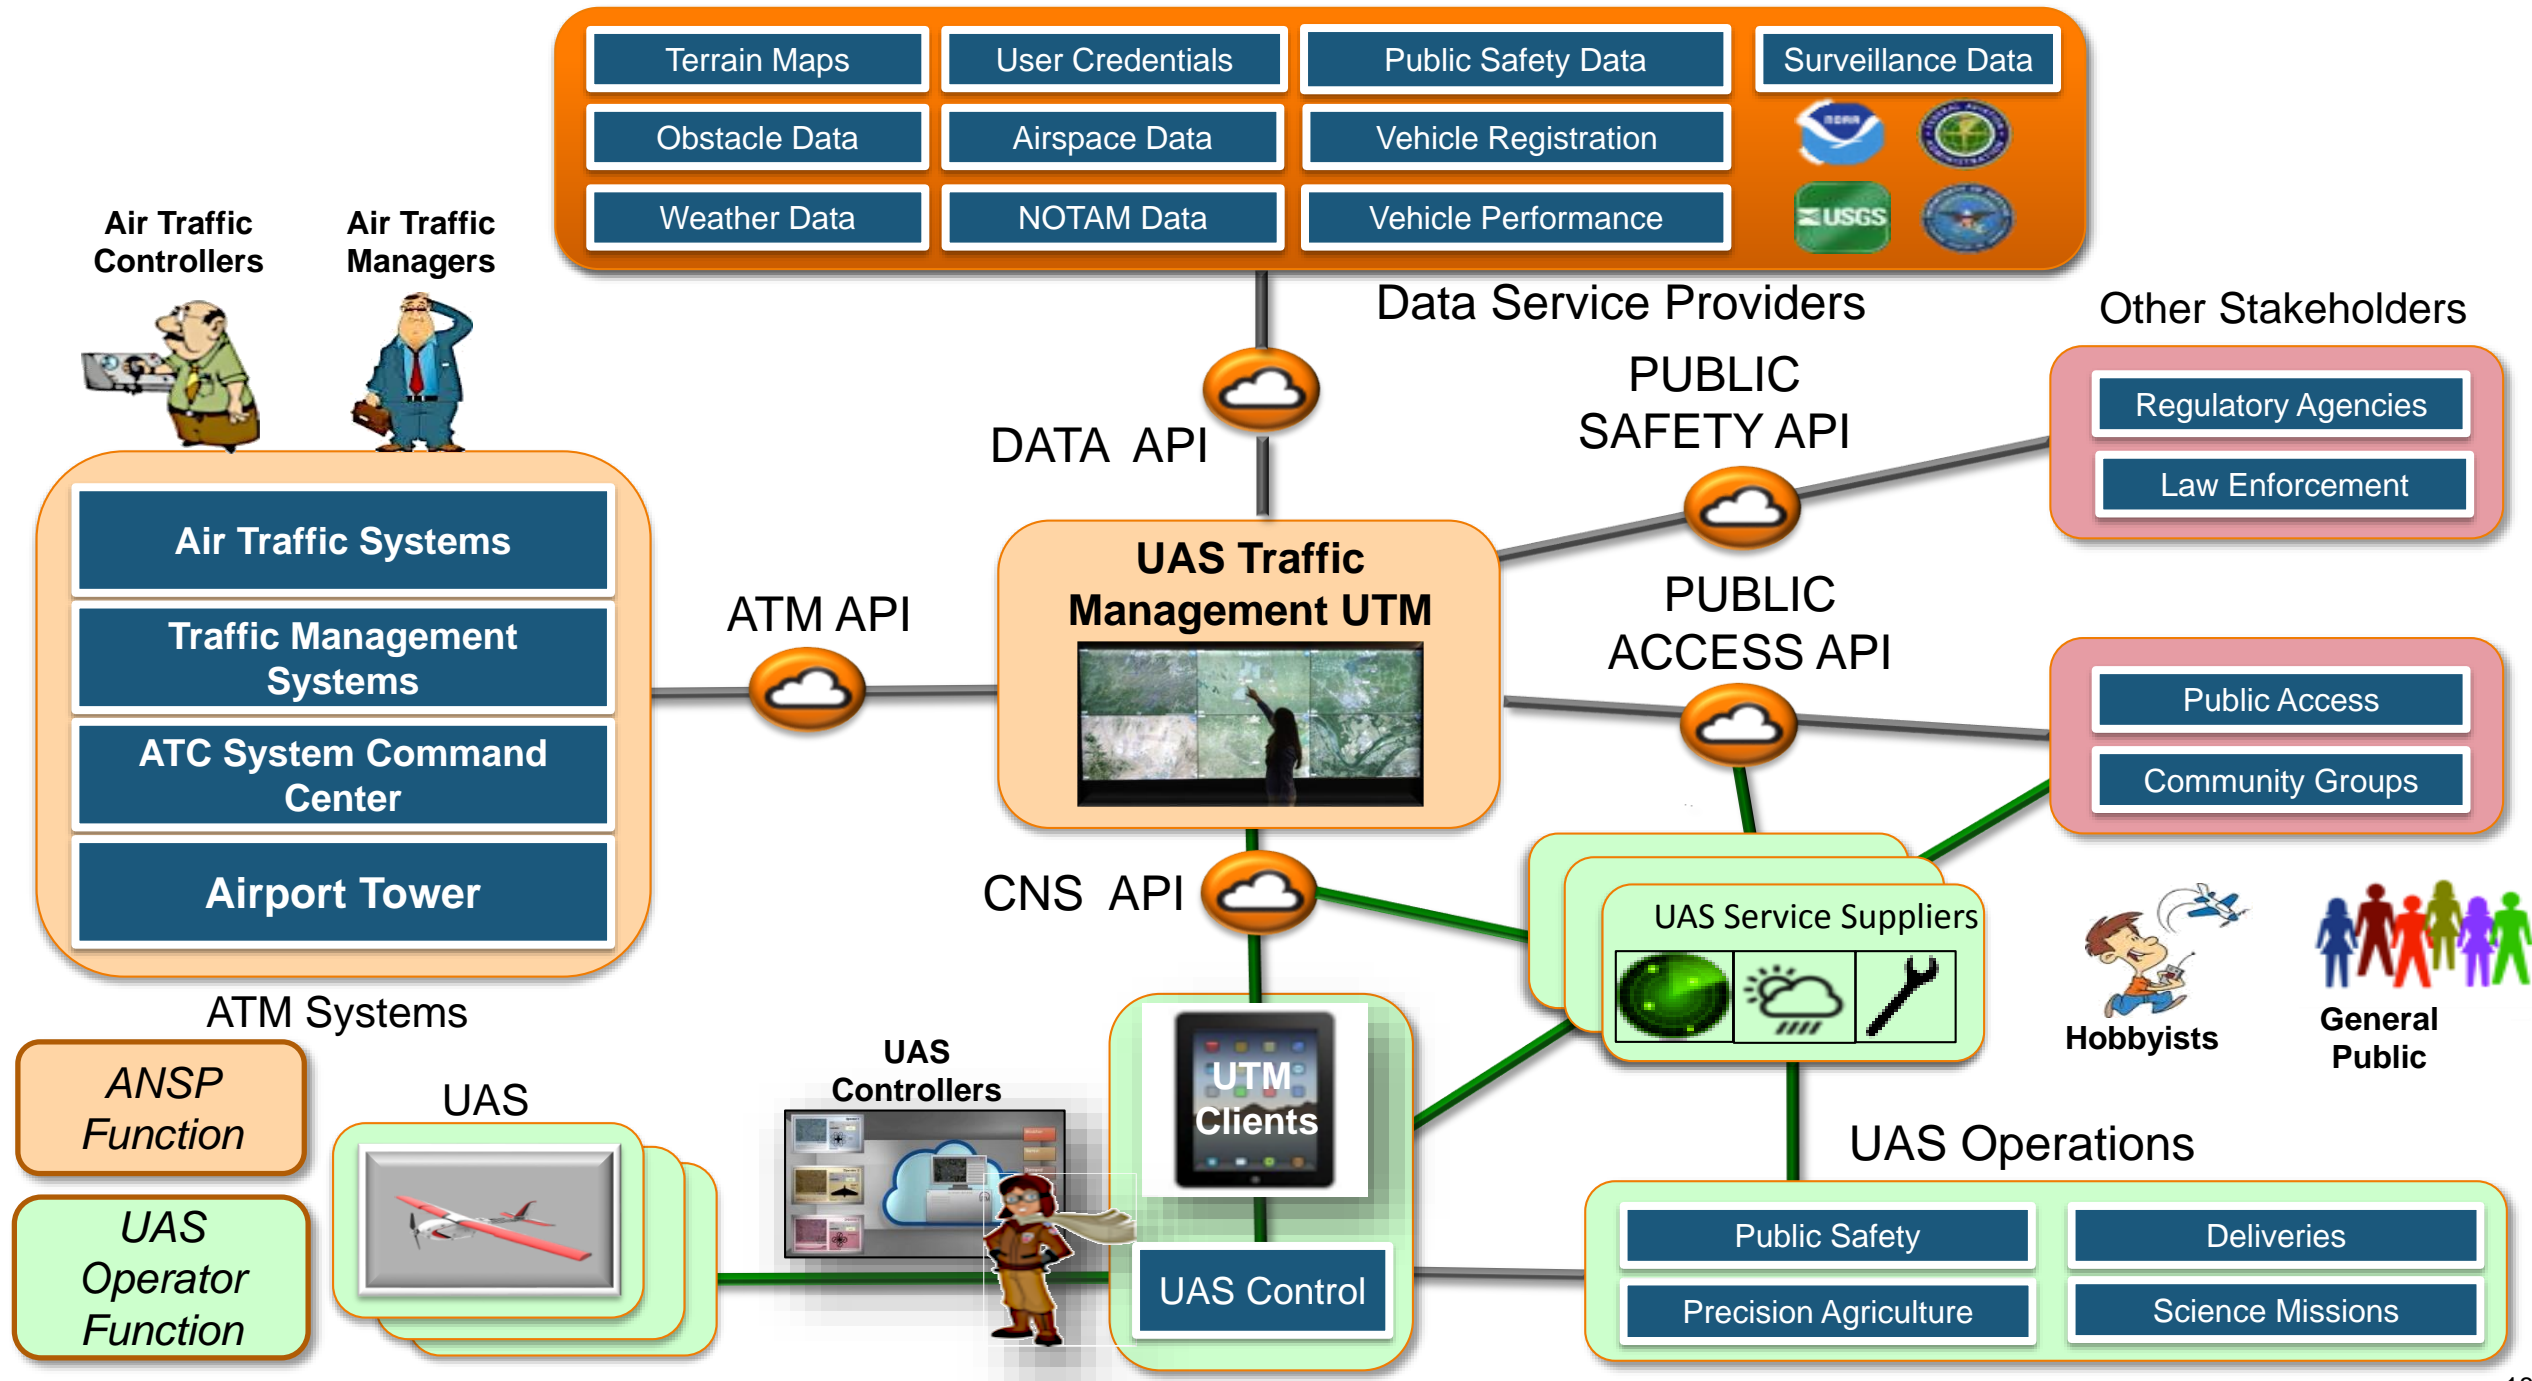 Terrain Maps
User Credentials
Public Safety Data
Surveillance Data
Obstacle Data
Airspace Data
Vehicle Registration
Weather Data
NOTAM Data
Vehicle Performance
NOAA
USGS
Data Service Providers
Air Traffic
Controllers
Air Traffic
Managers
Other Stakeholders
Regulatory Agencies
Law Enforcement
PUBLIC
SAFETY API
DATA API
Air Traffic Systems
Traffic Management
Systems
ATC System Command
Center
Airport Tower
ATM Systems
ATM API
UAS Traffic
Management UTM
PUBLIC
ACCESS API
Public Access
Community Groups
CNS API
UAS Service Suppliers
Hobbyists
General
Public
ANSP
Function
UAS
Operator
Function
UAS
UAS
Controllers
UTM
Clients
UAS Control
UAS Operations
Public Safety
Deliveries
Precision Agriculture
Science Missions